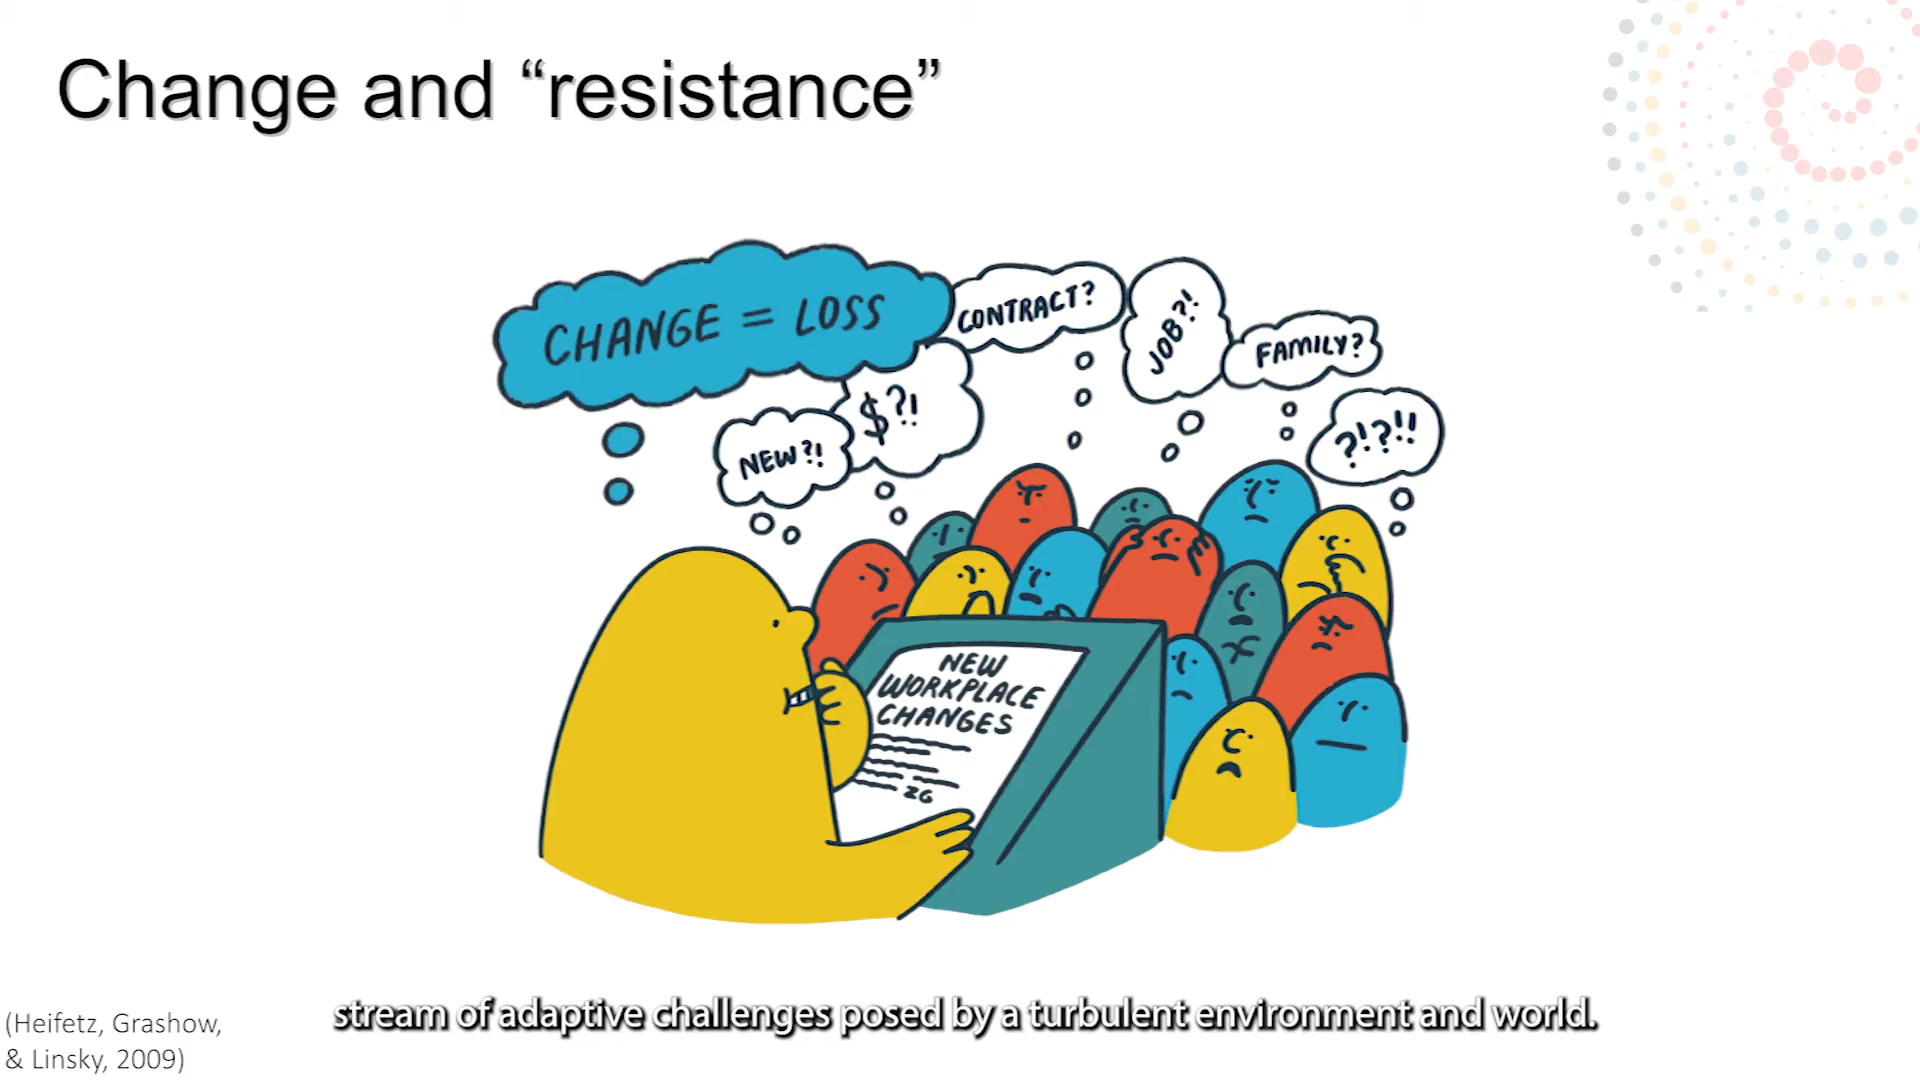 Change and “resistance”
CHANGE = LOSS
CONTRACT?
JOB?!
FAMILY?
NEW?!
$?!
?!?!!
NEW
WORKPLACE
CHANGES
ZG
stream of adaptive challenges posed by a turbulent environment and world.
(Heifetz, Grashow,
& Linsky, 2009)